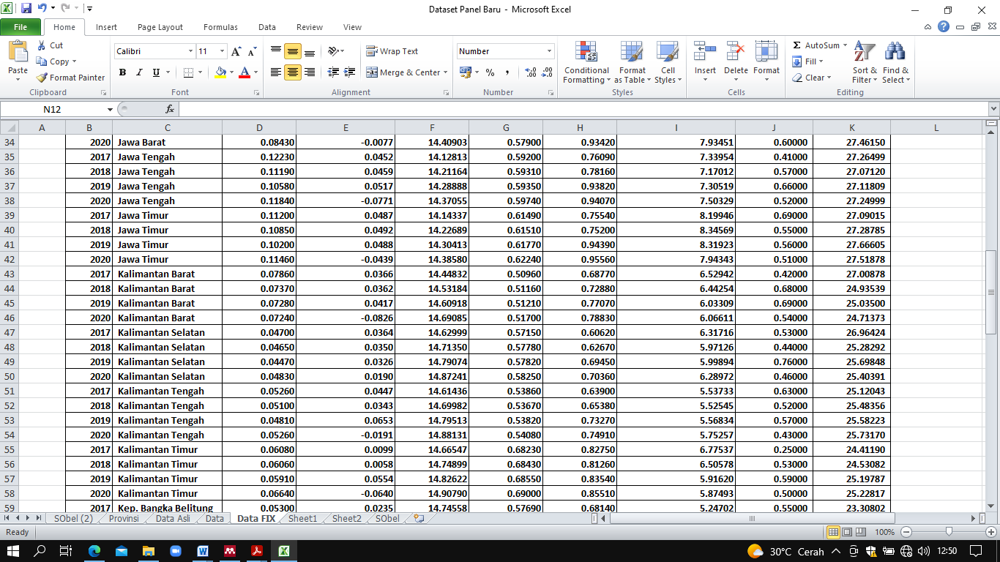 Dataset Panel Baru - Microsoft Excel
File Home Insert Page Layout Formulas Data Review View
Paste Cut Copy Format Painter
Calibri 11
B I U
Wrap Text
Merge & Center
Number
% ,
Conditional Formatting Format as Table Cell Styles
Insert Delete Format
Σ AutoSum
Fill
Clear
Sort & Filter Find & Select
Clipboard Font Alignment Number Styles Cells Editing
N12 fx
A B C D E F G H I J K L
34 2020 Jawa Barat 0.08430 -0.0077 14.40903 0.57900 0.93420 7.93451 0.60000 27.46150
35 2017 Jawa Tengah 0.12230 0.0452 14.12813 0.59200 0.76090 7.33954 0.41000 27.26499
36 2018 Jawa Tengah 0.11190 0.0459 14.21164 0.59310 0.78160 7.17012 0.57000 27.07120
37 2019 Jawa Tengah 0.10580 0.0517 14.28888 0.59350 0.93820 7.30519 0.66000 27.11809
38 2020 Jawa Tengah 0.11840 -0.0771 14.37055 0.59740 0.94070 7.50329 0.52000 27.24999
39 2017 Jawa Timur 0.11200 0.0487 14.14337 0.61490 0.75540 8.19946 0.69000 27.09015
40 2018 Jawa Timur 0.10850 0.0492 14.22689 0.61510 0.75200 8.34569 0.55000 27.28785
41 2019 Jawa Timur 0.10200 0.0488 14.30413 0.61770 0.94390 8.31923 0.56000 27.66605
42 2020 Jawa Timur 0.11460 -0.0439 14.38580 0.62240 0.95560 7.94343 0.51000 27.51878
43 2017 Kalimantan Barat 0.07860 0.0366 14.44832 0.50960 0.68770 6.52942 0.42000 27.00878
44 2018 Kalimantan Barat 0.07370 0.0362 14.53184 0.51160 0.72880 6.44254 0.68000 24.93539
45 2019 Kalimantan Barat 0.07280 0.0417 14.60918 0.51210 0.77070 6.03309 0.69000 25.03500
46 2020 Kalimantan Barat 0.07240 -0.0826 14.69085 0.51700 0.78830 6.06611 0.54000 24.71373
47 2017 Kalimantan Selatan 0.04700 0.0364 14.62999 0.57150 0.60620 6.31716 0.53000 26.96424
48 2018 Kalimantan Selatan 0.04650 0.0350 14.71350 0.57780 0.62670 5.97126 0.44000 25.28292
49 2019 Kalimantan Selatan 0.04470 0.0326 14.79074 0.57820 0.69450 5.99894 0.76000 25.69848
50 2020 Kalimantan Selatan 0.04830 0.0190 14.87241 0.58250 0.70360 6.28972 0.46000 25.40391
51 2017 Kalimantan Tengah 0.05260 0.0447 14.61436 0.53860 0.63900 5.53733 0.63000 25.12043
52 2018 Kalimantan Tengah 0.05100 0.0343 14.69982 0.53670 0.65380 5.52545 0.52000 25.48356
53 2019 Kalimantan Tengah 0.04810 0.0653 14.79513 0.53820 0.73270 5.56834 0.57000 25.58223
54 2020 Kalimantan Tengah 0.05260 -0.0191 14.88131 0.54080 0.74910 5.75257 0.43000 25.73170
55 2017 Kalimantan Timur 0.06080 0.0099 14.66547 0.68230 0.82750 6.77537 0.25000 24.41190
56 2018 Kalimantan Timur 0.06060 0.0058 14.74899 0.68430 0.81260 6.50578 0.53000 24.53082
57 2019 Kalimantan Timur 0.05910 0.0554 14.82622 0.68550 0.83540 5.91620 0.59000 25.19787
58 2020 Kalimantan Timur 0.06640 -0.0640 14.90790 0.69000 0.85510 5.87493 0.50000 25.22817
59 2017 Kep. Bangka Belitung 0.05300 0.0235 14.74558 0.57690 0.68140 5.24702 0.55000 23.30802
SObel (2) Provinsi Data Asli Data Data FIX Sheet1 Sheet2 SObel
Ready 100%
30°C Cerah 12:50